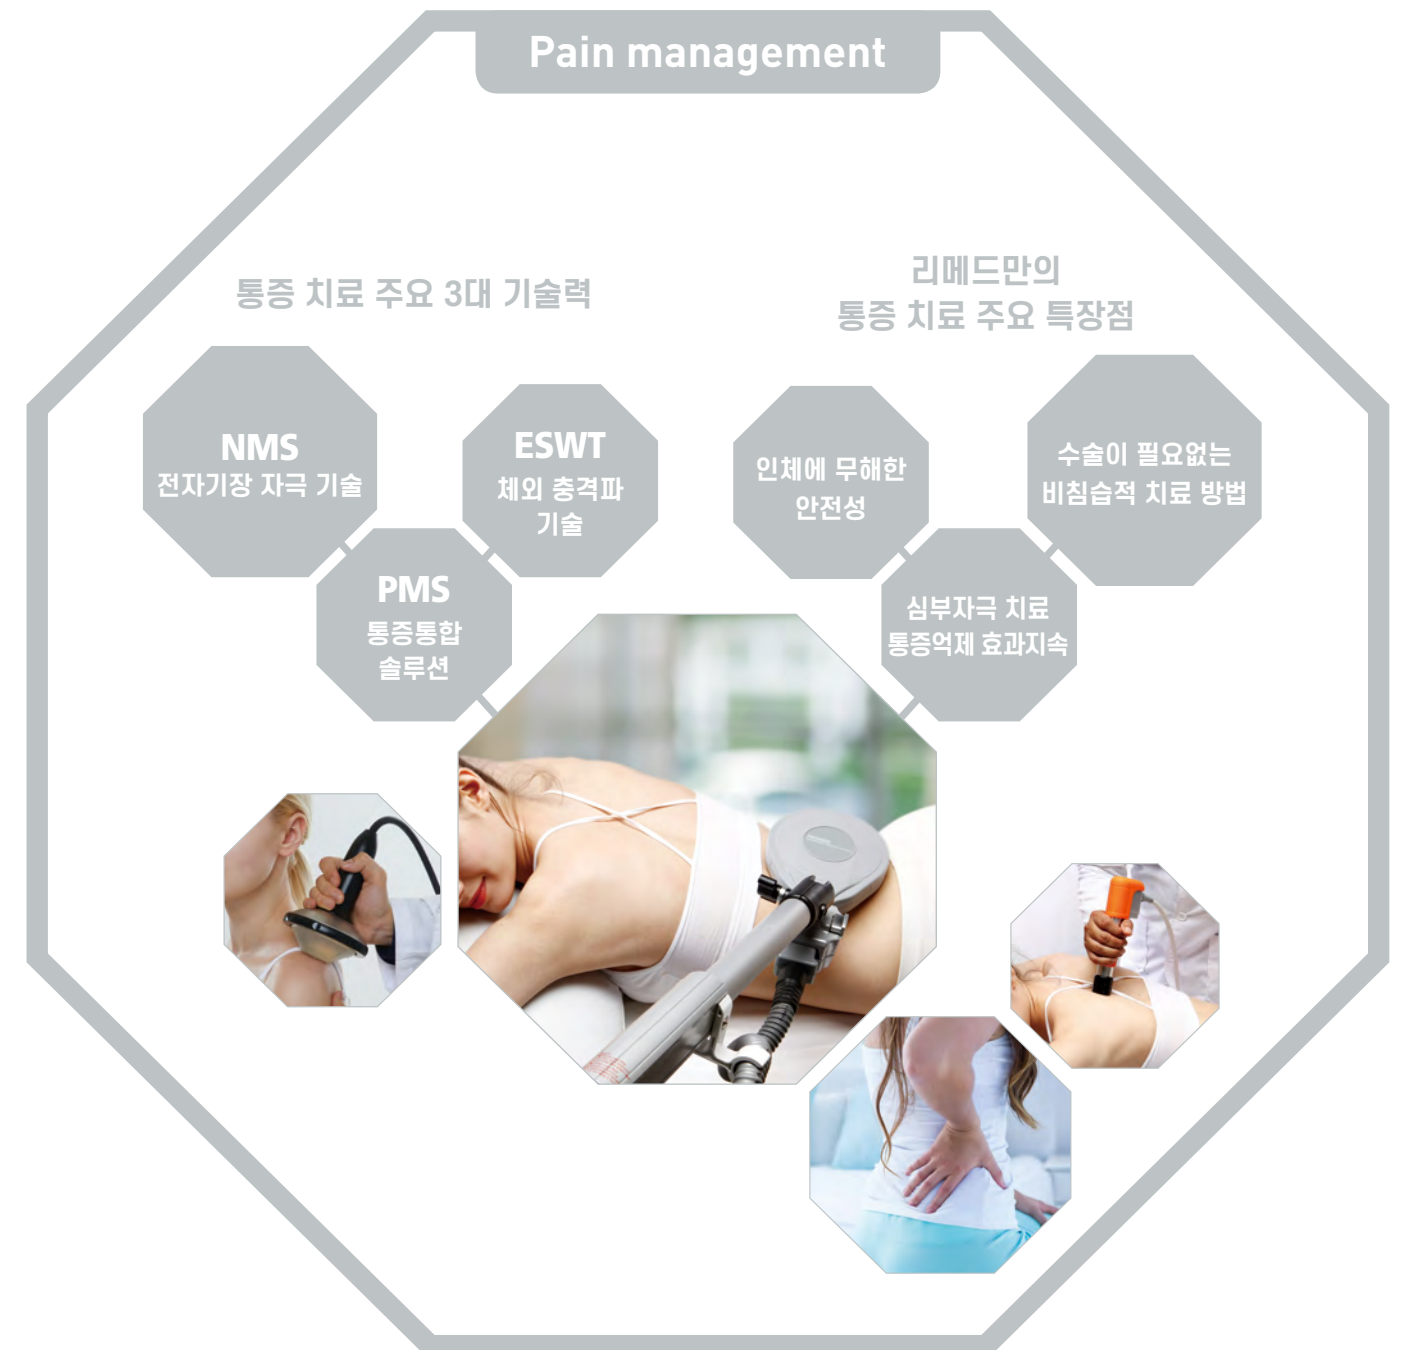 Pain management
통증 치료 주요 3대 기술력
NMS
전자기장 자극 기술
ESWT
체외 충격파
기술
PMS
통증통합
솔루션
리메드만의
통증 치료 주요 특장점
인체에 무해한
안전성
수술이 필요없는
비침습적 치료 방법
심부자극 치료
통증억제 효과지속